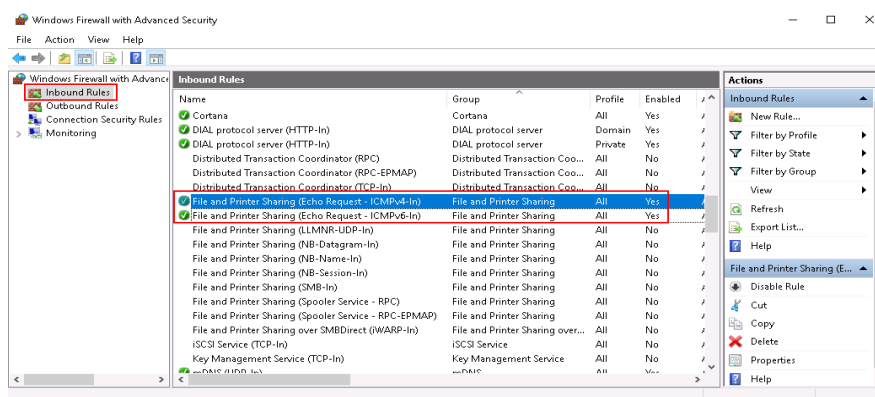 Windows Firewall with Advanced Security
File Action View Help
Windows Firewall with Advance
Inbound Rules
Outbound Rules
Connection Security Rules
Monitoring
Inbound Rules
Name Group Profile Enabled
Cortana Cortana All Yes
DIAL protocol server (HTTP-In) DIAL protocol server Domain Yes
DIAL protocol server (HTTP-In) DIAL protocol server Private Yes
Distributed Transaction Coordinator (RPC) Distributed Transaction Coo... All No
Distributed Transaction Coordinator (RPC-EPMAP) Distributed Transaction Coo... All No
Distributed Transaction Coordinator (TCP-In) Distributed Transaction Coo... All No
File and Printer Sharing (Echo Request - ICMPv4-In) File and Printer Sharing All Yes
File and Printer Sharing (Echo Request - ICMPv6-In) File and Printer Sharing All Yes
File and Printer Sharing (LLMNR-UDP-In) File and Printer Sharing All No
File and Printer Sharing (NB-Datagram-In) File and Printer Sharing All No
File and Printer Sharing (NB-Name-In) File and Printer Sharing All No
File and Printer Sharing (NB-Session-In) File and Printer Sharing All No
File and Printer Sharing (SMB-In) File and Printer Sharing All No
File and Printer Sharing (Spooler Service - RPC) File and Printer Sharing All No
File and Printer Sharing (Spooler Service - RPC-EPMAP) File and Printer Sharing All No
File and Printer Sharing over SMBDirect (iWARP-In) File and Printer Sharing over... All No
iSCSI Service (TCP-In) iSCSI Service All No
Key Management Service (TCP-In) Key Management Service All No
mDNS (UDP-In) mDNS All Yes
Actions
Inbound Rules
New Rule...
Filter by Profile
Filter by State
Filter by Group
View
Refresh
Export List...
Help
File and Printer Sharing (E...
Disable Rule
Cut
Copy
Delete
Properties
Help